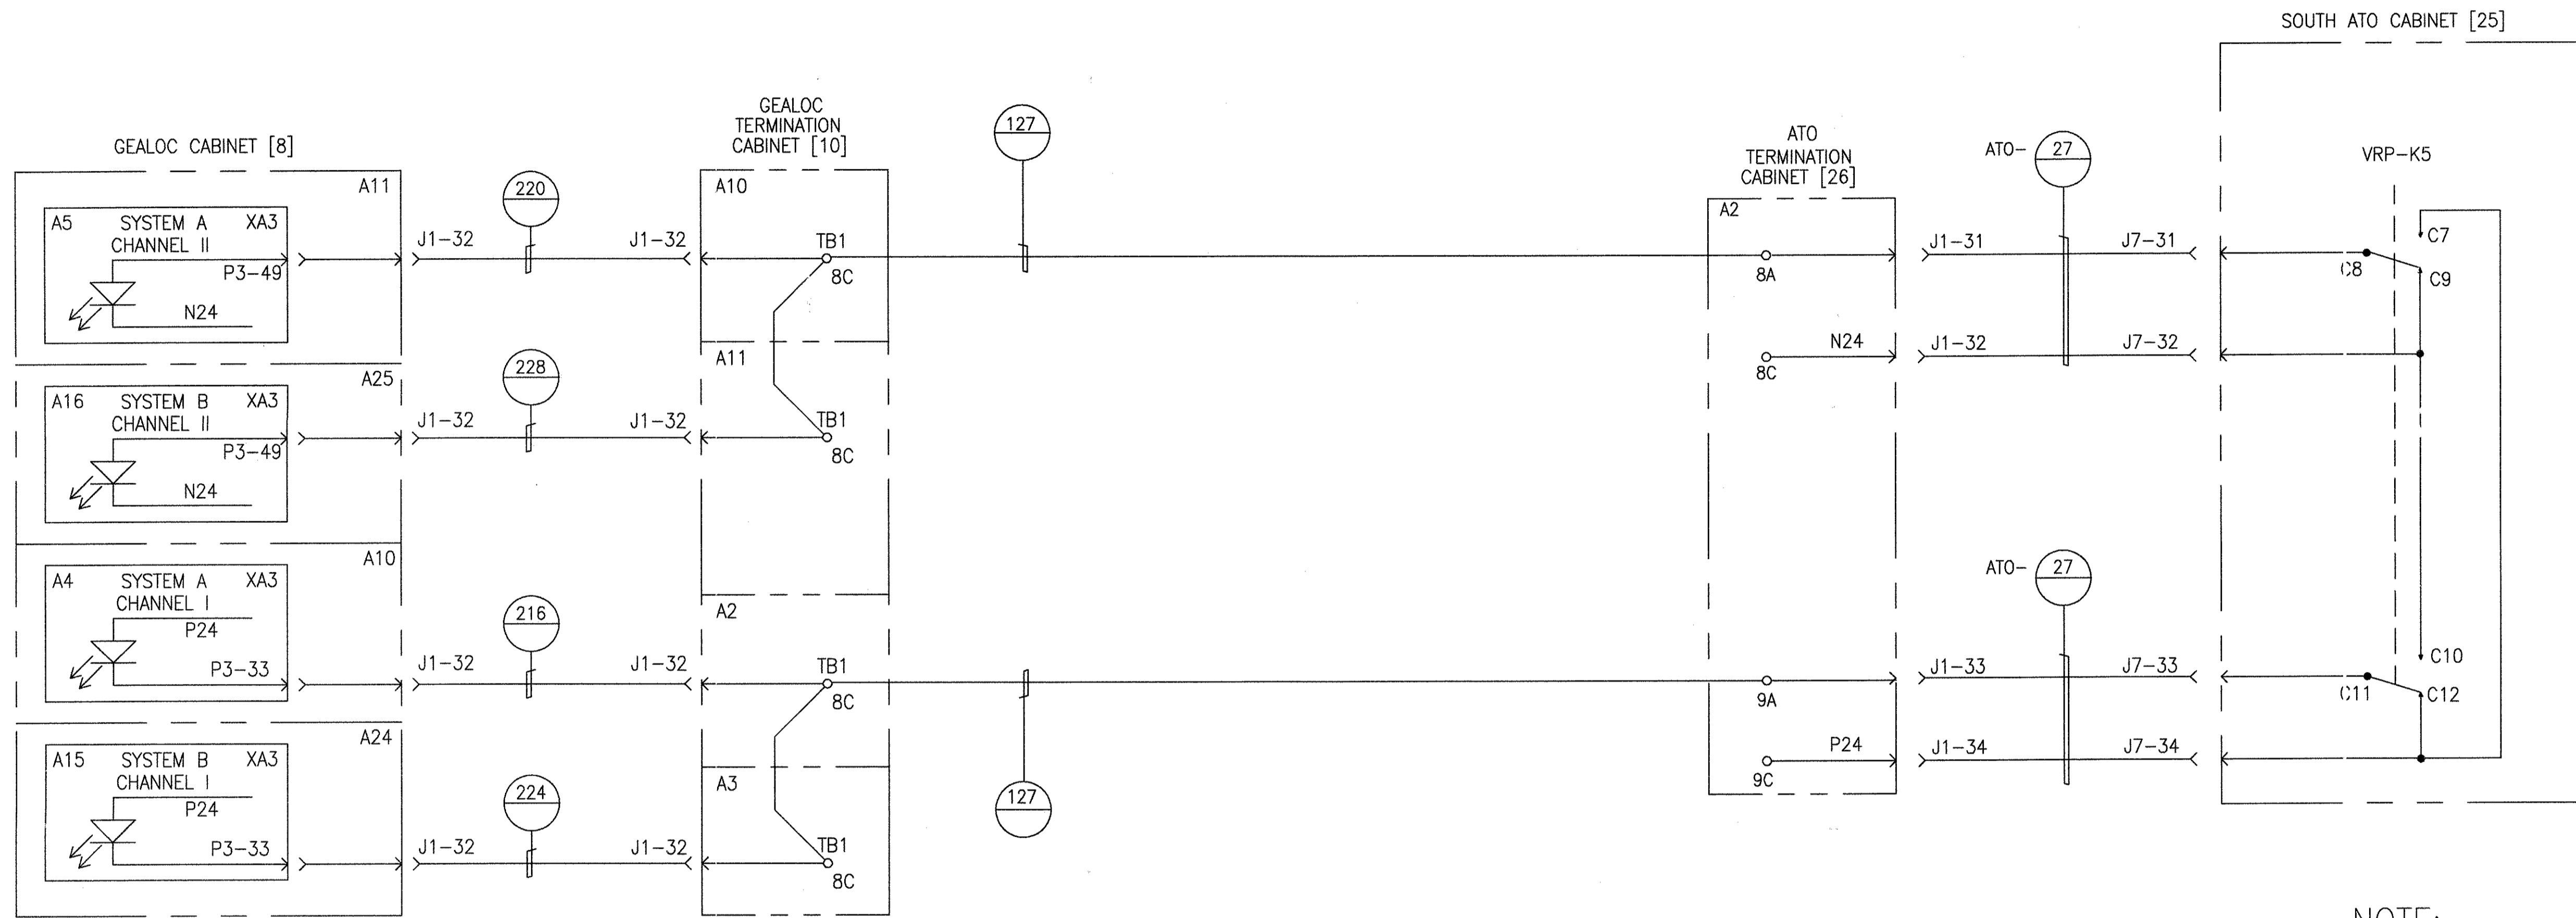 SOUTH ATO CABINET [25]
GEALOC
TERMINATION
CABINET [10]
127
GEALOC CABINET [8]
ATO
TERMINATION
CABINET [26]
ATO-
27
VRP-K5
A11
220
A10
A2
A5
SYSTEM A
XA3
CHANNEL II
J1-32
J1-32
TB1
8C
P3-49
N24
8A
J1-31
J7-31
C8
C7
C9
A11
N24
8C
J1-32
J7-32
A25
228
A16
SYSTEM B
XA3
CHANNEL II
J1-32
J1-32
TB1
8C
P3-49
N24
A10
216
A2
ATO-
27
A4
SYSTEM A
XA3
CHANNEL I
P24
P3-33
J1-32
J1-32
TB1
8C
9A
J1-33
J7-33
C11
C10
C12
A24
224
A3
127
P24
9C
J1-34
J7-34
A15
SYSTEM B
XA3
CHANNEL I
P24
P3-33
J1-32
J1-32
TB1
8C